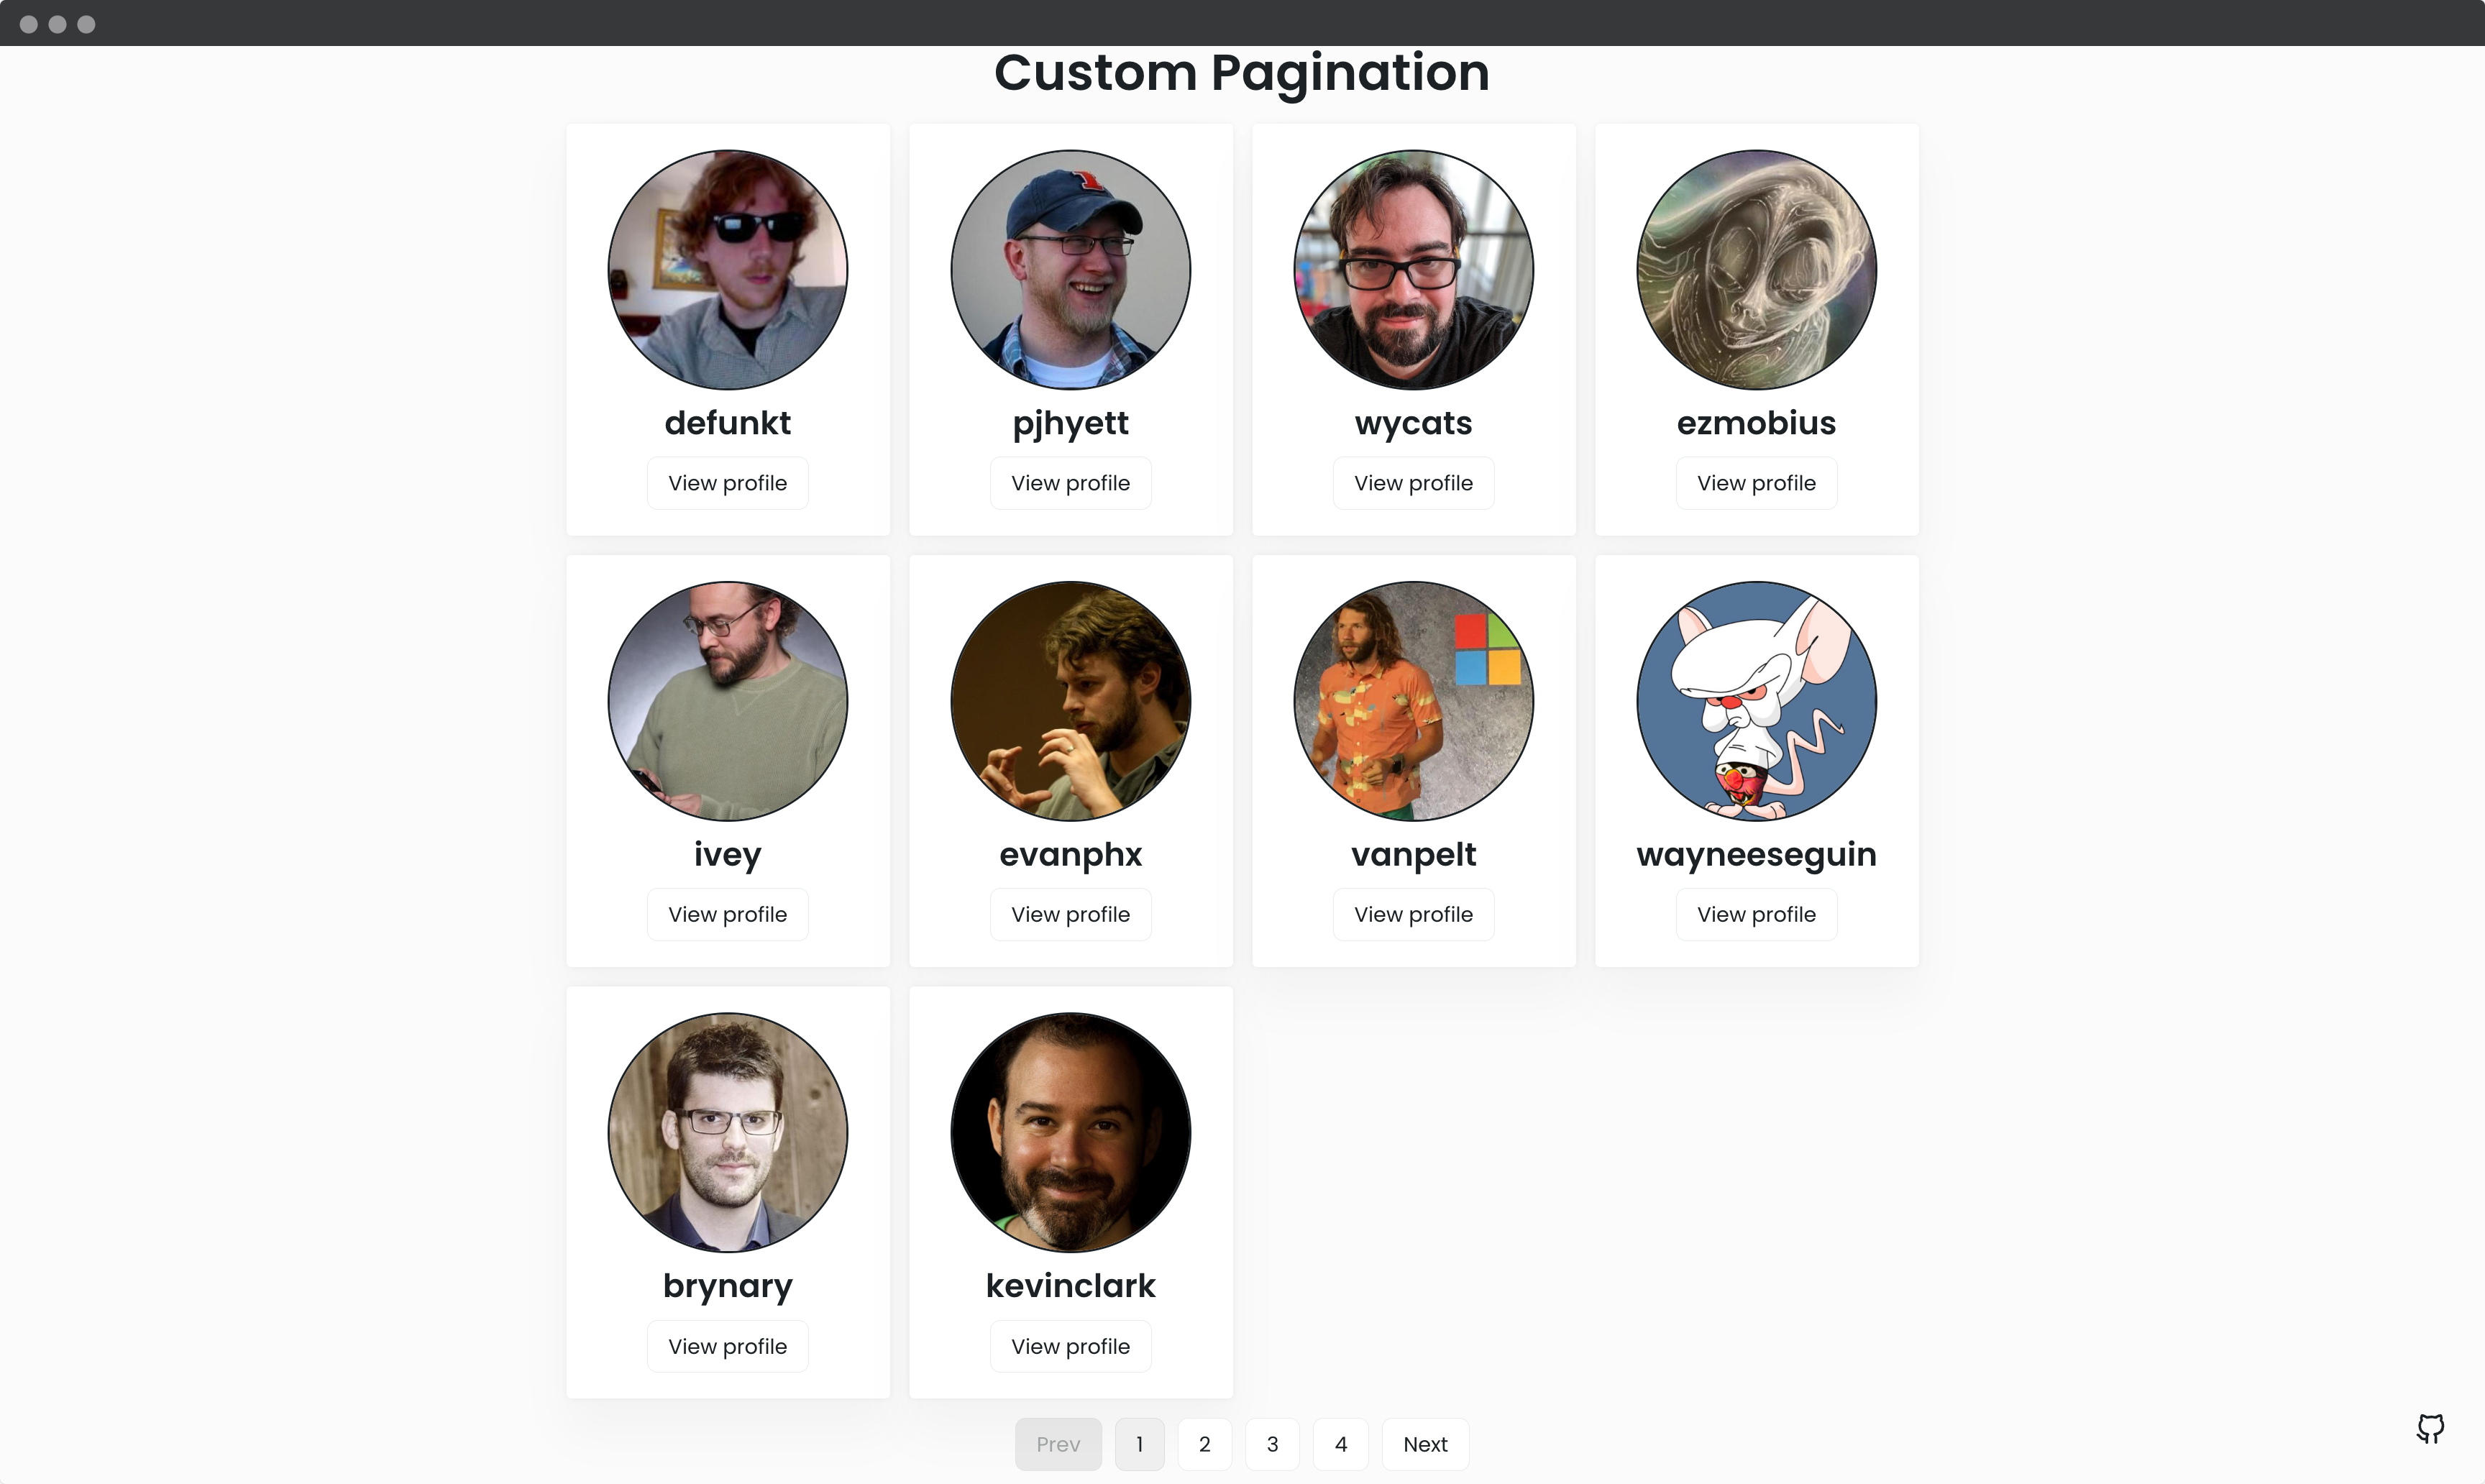 Custom Pagination
defunkt
pjhyett
wycats
ezmobius
View profile
View profile
View profile
View profile
ivey
evanphx
vanpelt
wayneeseguin
View profile
View profile
View profile
View profile
brynary
kevinclark
View profile
View profile
Prev
1
2
3
4
Next